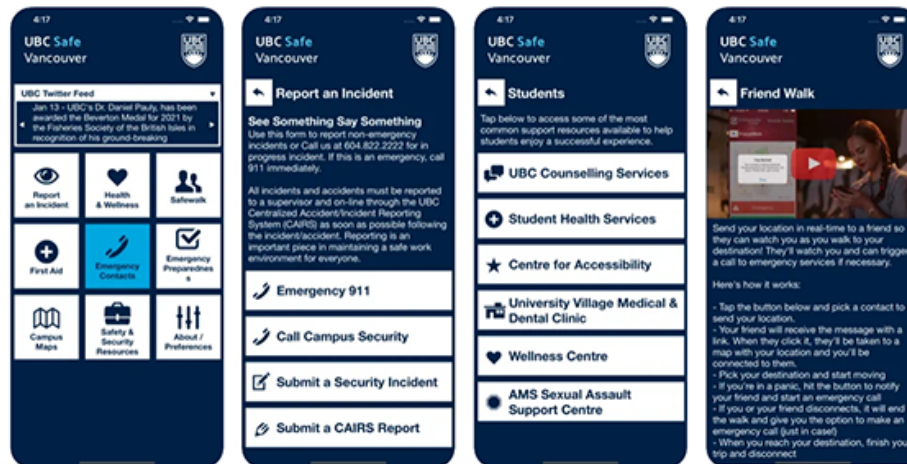 4:17
UBC Safe
Vancouver
UBC
UBC Twitter Feed
Jan 13 - UBC's Dr. Daniel Pauly, has been
awarded the Beverton Medal for 2021 by
the Fisheries Society of the British Isles in
recognition of his ground-breaking
Report
an Incident
Health
& Wellness
Safewalk
First Aid
Emergency
Contacts
Emergency
Preparednes
s
Campus
Maps
Safety &
Security
Resources
About /
Preferences
4:17
UBC Safe
Vancouver
UBC
Report an Incident
See Something Say Something
Use this form to report non-emergency
incidents or Call us at 604.822.2222 for in
progress incident. If this is an emergency, call
911 immediately.
All incidents and accidents must be reported
to a supervisor and on-line through the UBC
Centralized Accident/Incident Reporting
System (CAIRS) as soon as possible following
the incident/accident. Reporting is an
important piece in maintaining a safe work
environment for everyone.
Emergency 911
Call Campus Security
Submit a Security Incident
Submit a CAIRS Report
4:17
UBC Safe
Vancouver
UBC
Students
Tap below to access some of the most
common support resources available to help
students enjoy a successful experience.
UBC Counselling Services
Student Health Services
Centre for Accessibility
University Village Medical &
Dental Clinic
Wellness Centre
AMS Sexual Assault
Support Centre
4:17
UBC Safe
Vancouver
UBC
Friend Walk
Send your location in real-time to a friend so
they can watch you as you walk to your
destination! They'll watch you and can trigger
a call to emergency services if necessary.
Here's how it works:
- Tap the button below and pick a contact to
send your location.
- Your friend will receive the message with a
link. When they click it, they'll be taken to a
map with your location and you'll be
connected to them.
- Pick your destination and start moving
- If you're in a panic, hit the button to notify
your friend and start an emergency call
- If you or your friend disconnects, it will end
the walk and give you the option to make an
emergency call (just in case!)
- When you reach your destination, finish you
trip and disconnect